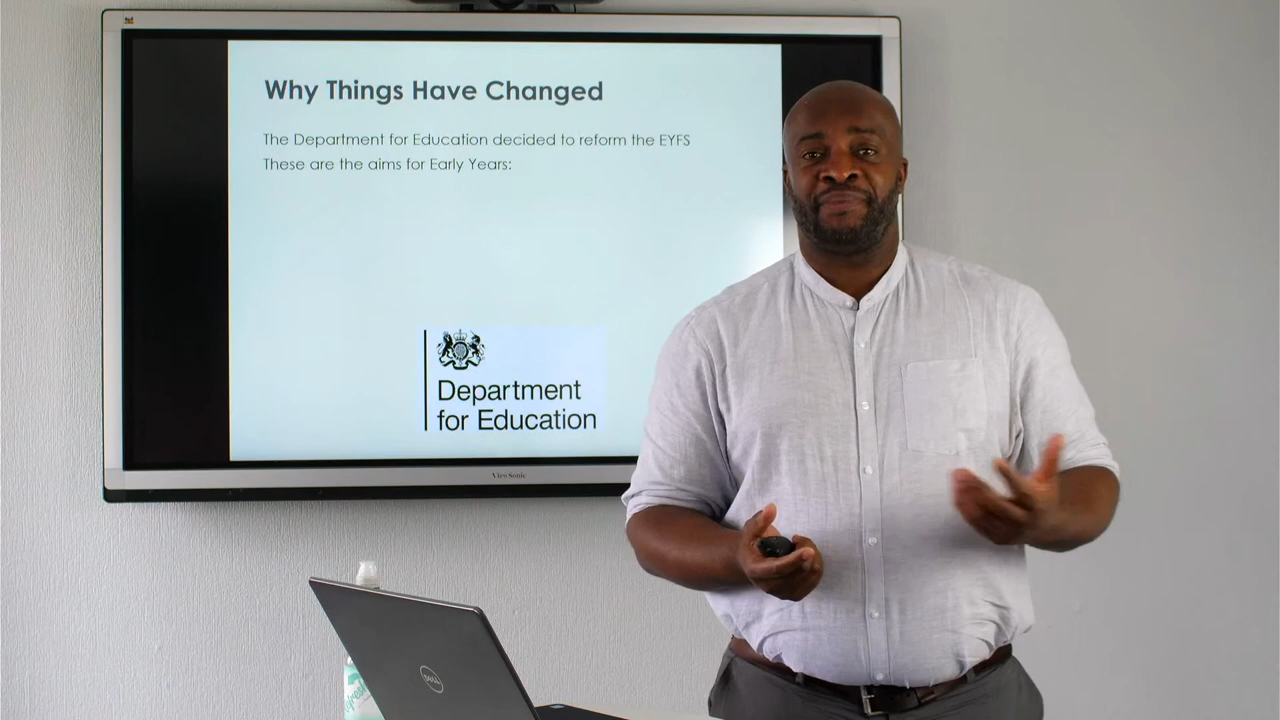 Why Things Have Changed
The Department for Education decided to reform the EYFS
These are the aims for Early Years:
Department
for Education
ViewSonic
DELL